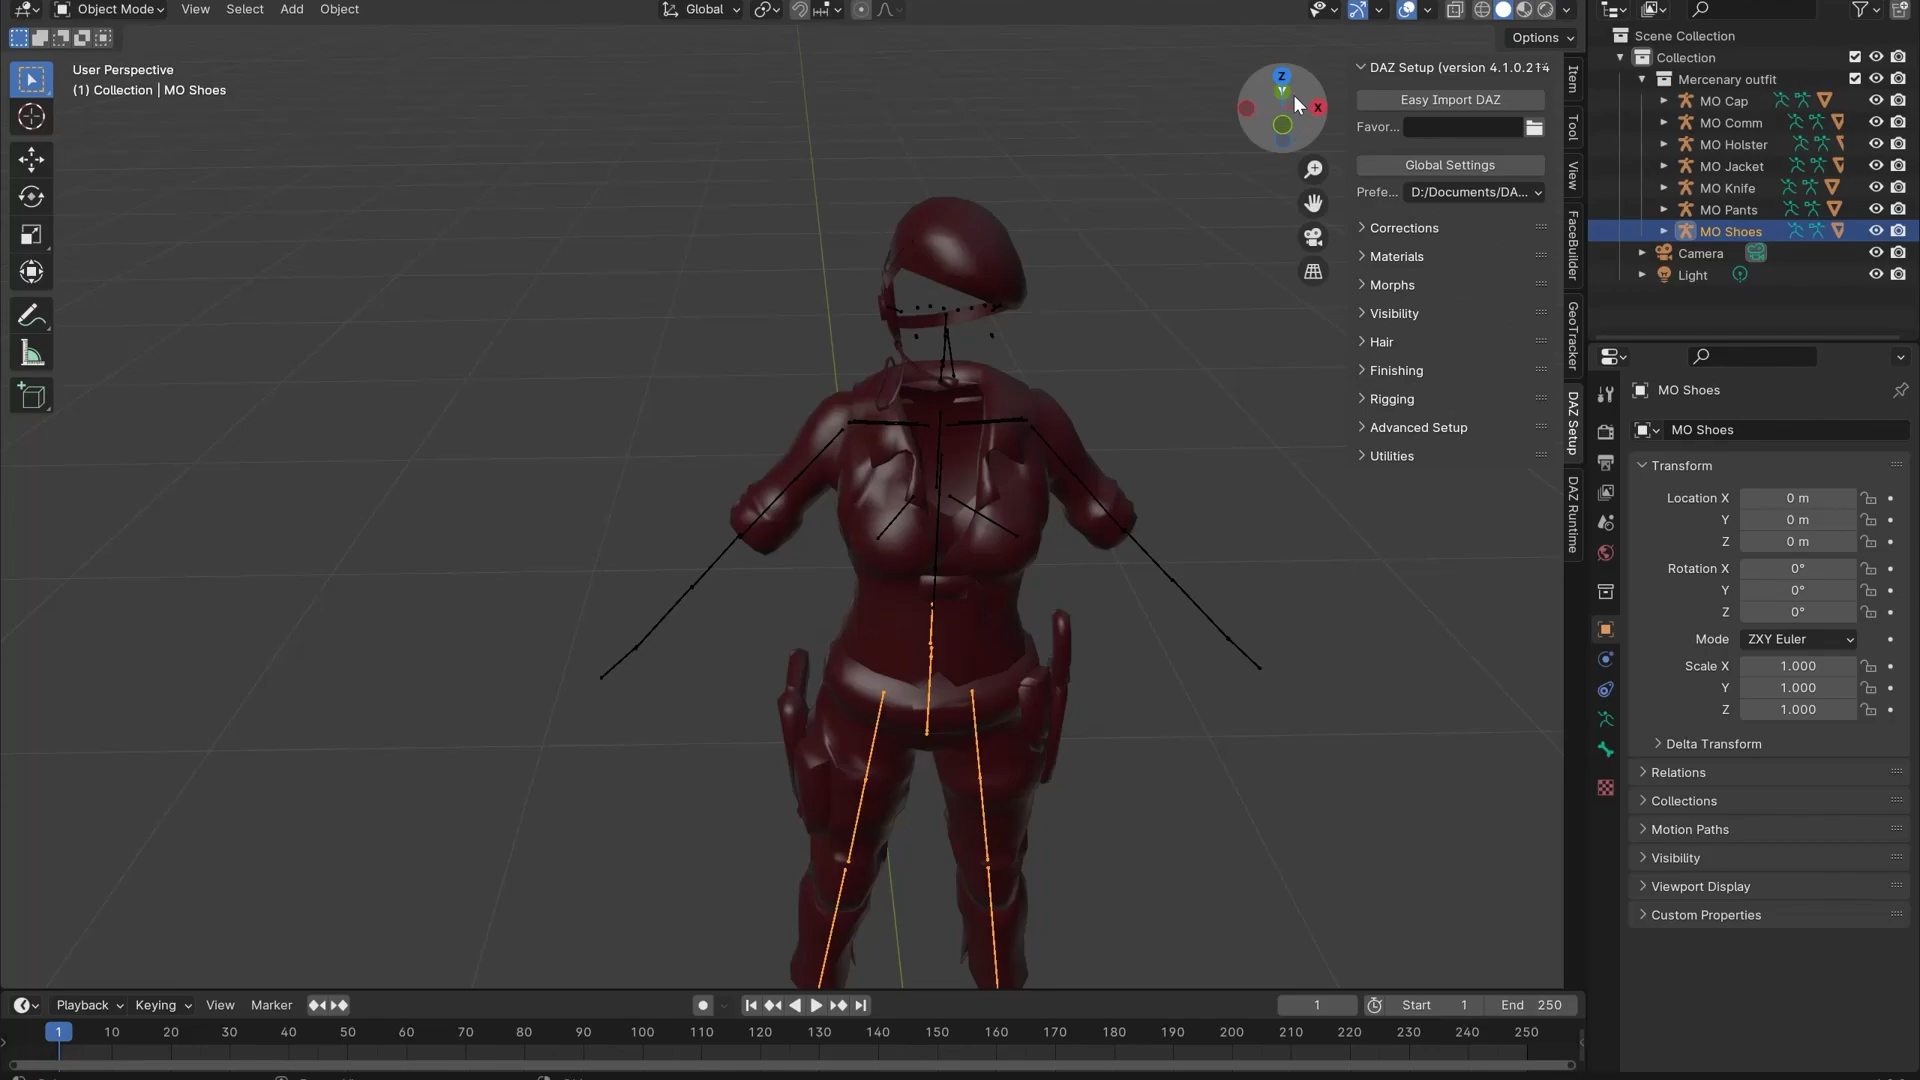 Object Mode View Select Add Object Global
Options
User Perspective
(1) Collection | MO Shoes
Z
Y
X
DAZ Setup (version 4.1.0.214
Easy Import DAZ
Favor...
Global Settings
Prefe... D:/Documents/DA...
Corrections
Materials
Morphs
Visibility
Hair
Finishing
Rigging
Advanced Setup
Utilities
Item
Tool
View
FaceBuilder
GeoTracker
DAZ Setup
DAZ Runtime
Scene Collection
Collection
Mercenary outfit
MO Cap
MO Comm
MO Holster
MO Jacket
MO Knife
MO Pants
MO Shoes
Camera
Light
MO Shoes
MO Shoes
Transform
Location X 0 m
Y 0 m
Z 0 m
Rotation X 0°
Y 0°
Z 0°
Mode ZXY Euler
Scale X 1.000
Y 1.000
Z 1.000
Delta Transform
Relations
Collections
Motion Paths
Visibility
Viewport Display
Custom Properties
Playback Keying View Marker 1 Start 1 End 250
1 10 20 30 40 50 60 70 80 90 100 110 120 130 140 150 160 170 180 190 200 210 220 230 240 250